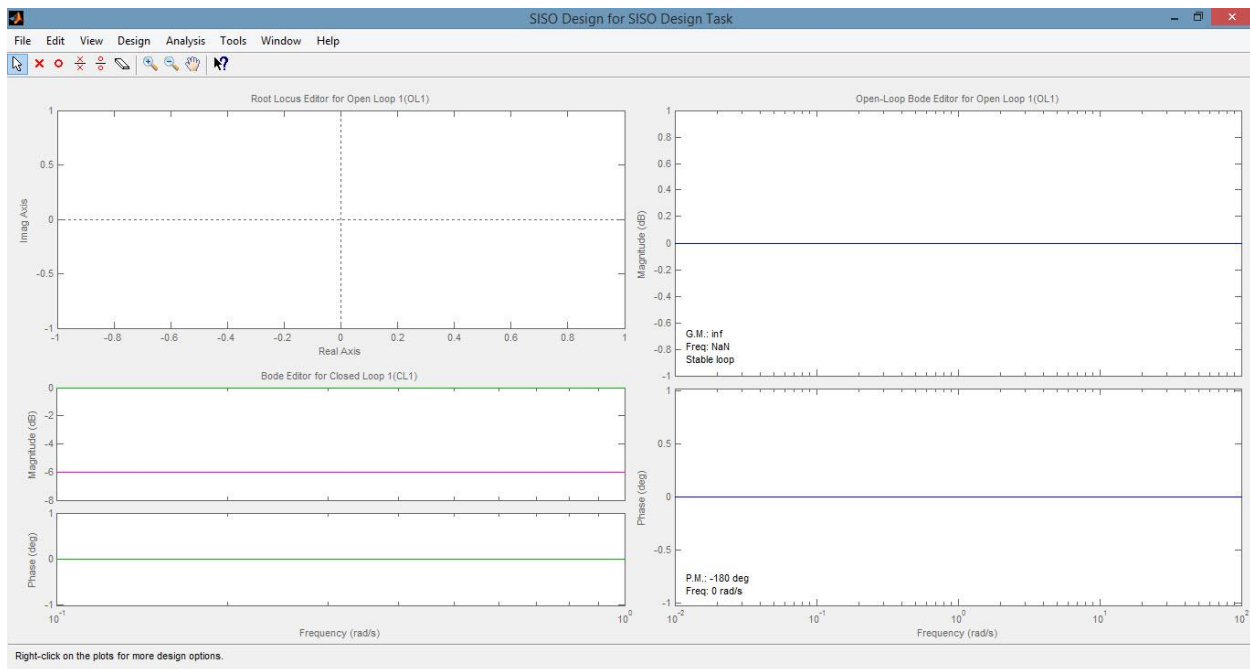 SISO Design for SISO Design Task
File Edit View Design Analysis Tools Window Help
Root Locus Editor for Open Loop 1(OL1)
1
0.5
0
-0.5
-1
Imag Axis
-1 -0.8 -0.6 -0.4 -0.2 0 0.2 0.4 0.6 0.8 1
Real Axis
Bode Editor for Closed Loop 1(CL1)
0
-2
-4
-6
-8
Magnitude (dB)
1
0
-1
Phase (deg)
10^-1 10^0
Frequency (rad/s)
Open-Loop Bode Editor for Open Loop 1(OL1)
1
0.8
0.6
0.4
0.2
0
-0.2
-0.4
-0.6
-0.8
-1
Magnitude (dB)
G.M.: inf
Freq: NaN
Stable loop
1
0.5
0
-0.5
-1
Phase (deg)
P.M.: -180 deg
Freq: 0 rad/s
10^-2 10^-1 10^0 10^1 10^2
Frequency (rad/s)
Right-click on the plots for more design options.